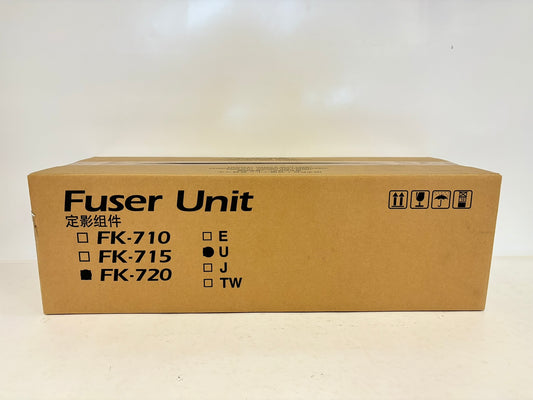 Fuser Unit
定影组件
FK-710
FK-715
FK-720
E
U
J
TW